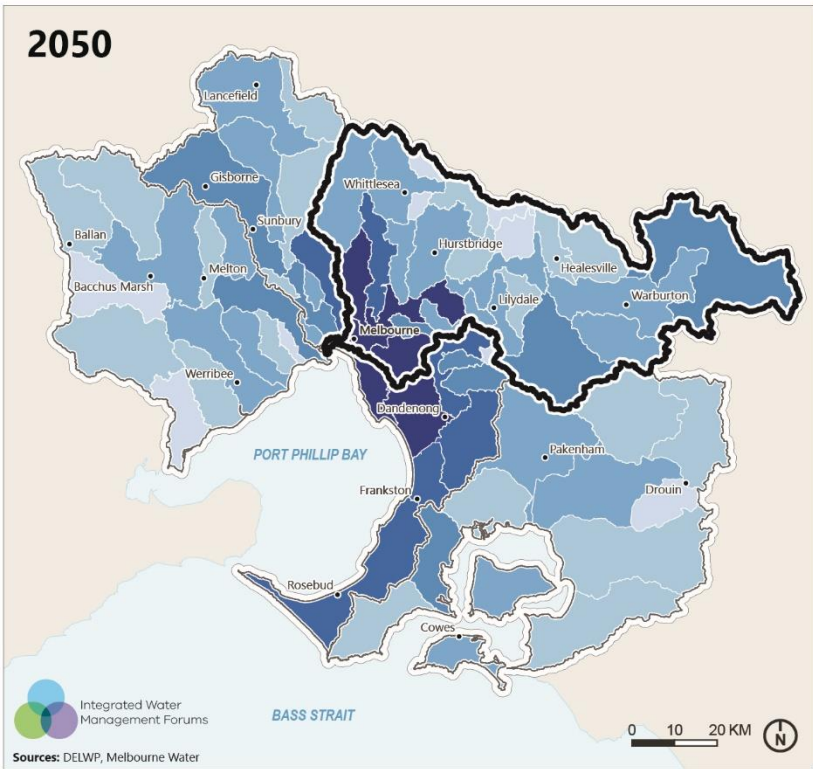 2050
Lancefield
Gisborne
Whittlesea
Sunbury
Ballan
Hurstbridge
Healesville
Melton
Bacchus Marsh
Lilydale
Warburton
Melbourne
Werribee
Dandenong
PORT PHILLIP BAY
Pakenham
Frankston
Drouin
Rosebud
Cowes
Integrated Water
Management Forums
BASS STRAIT
0 10 20 KM
N
Sources: DELWP, Melbourne Water